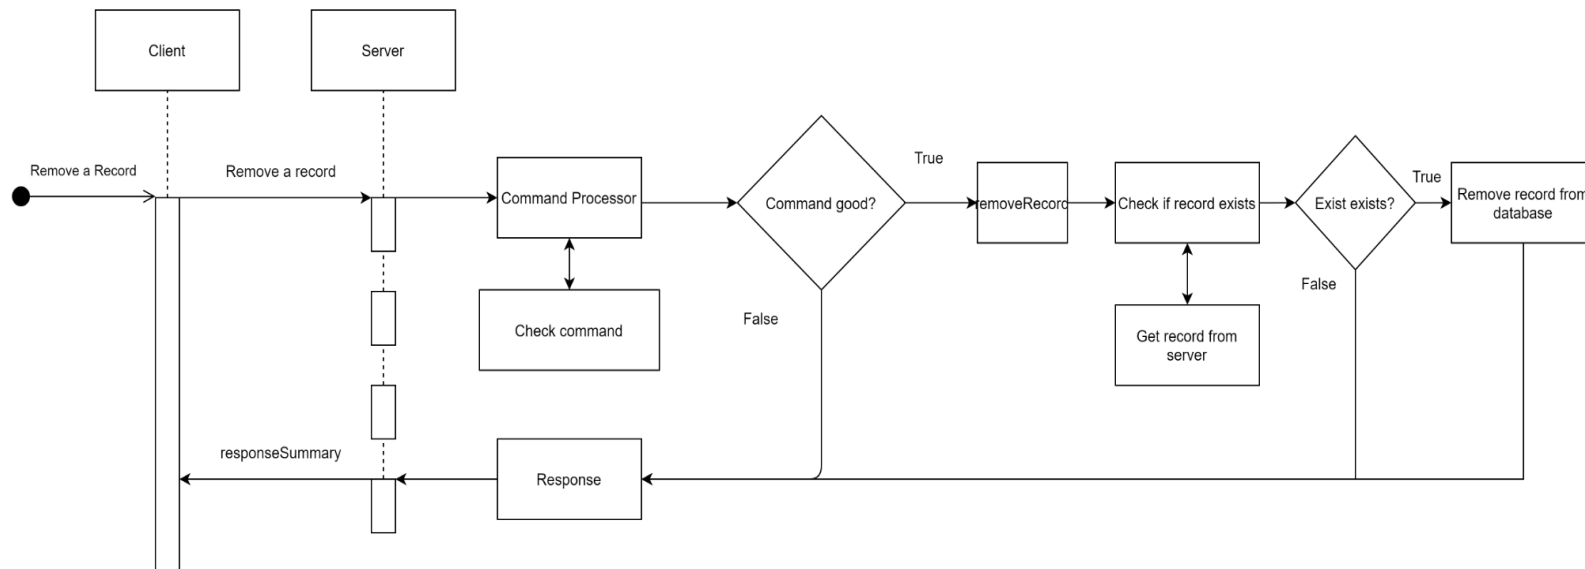 Client
Server
Remove a Record
Remove a record
Command Processor
Check command
Command good?
True
False
emoveRecor
Check if record exists
Get record from
server
Exist exists?
True
False
Remove record from
database
Response
responseSummary